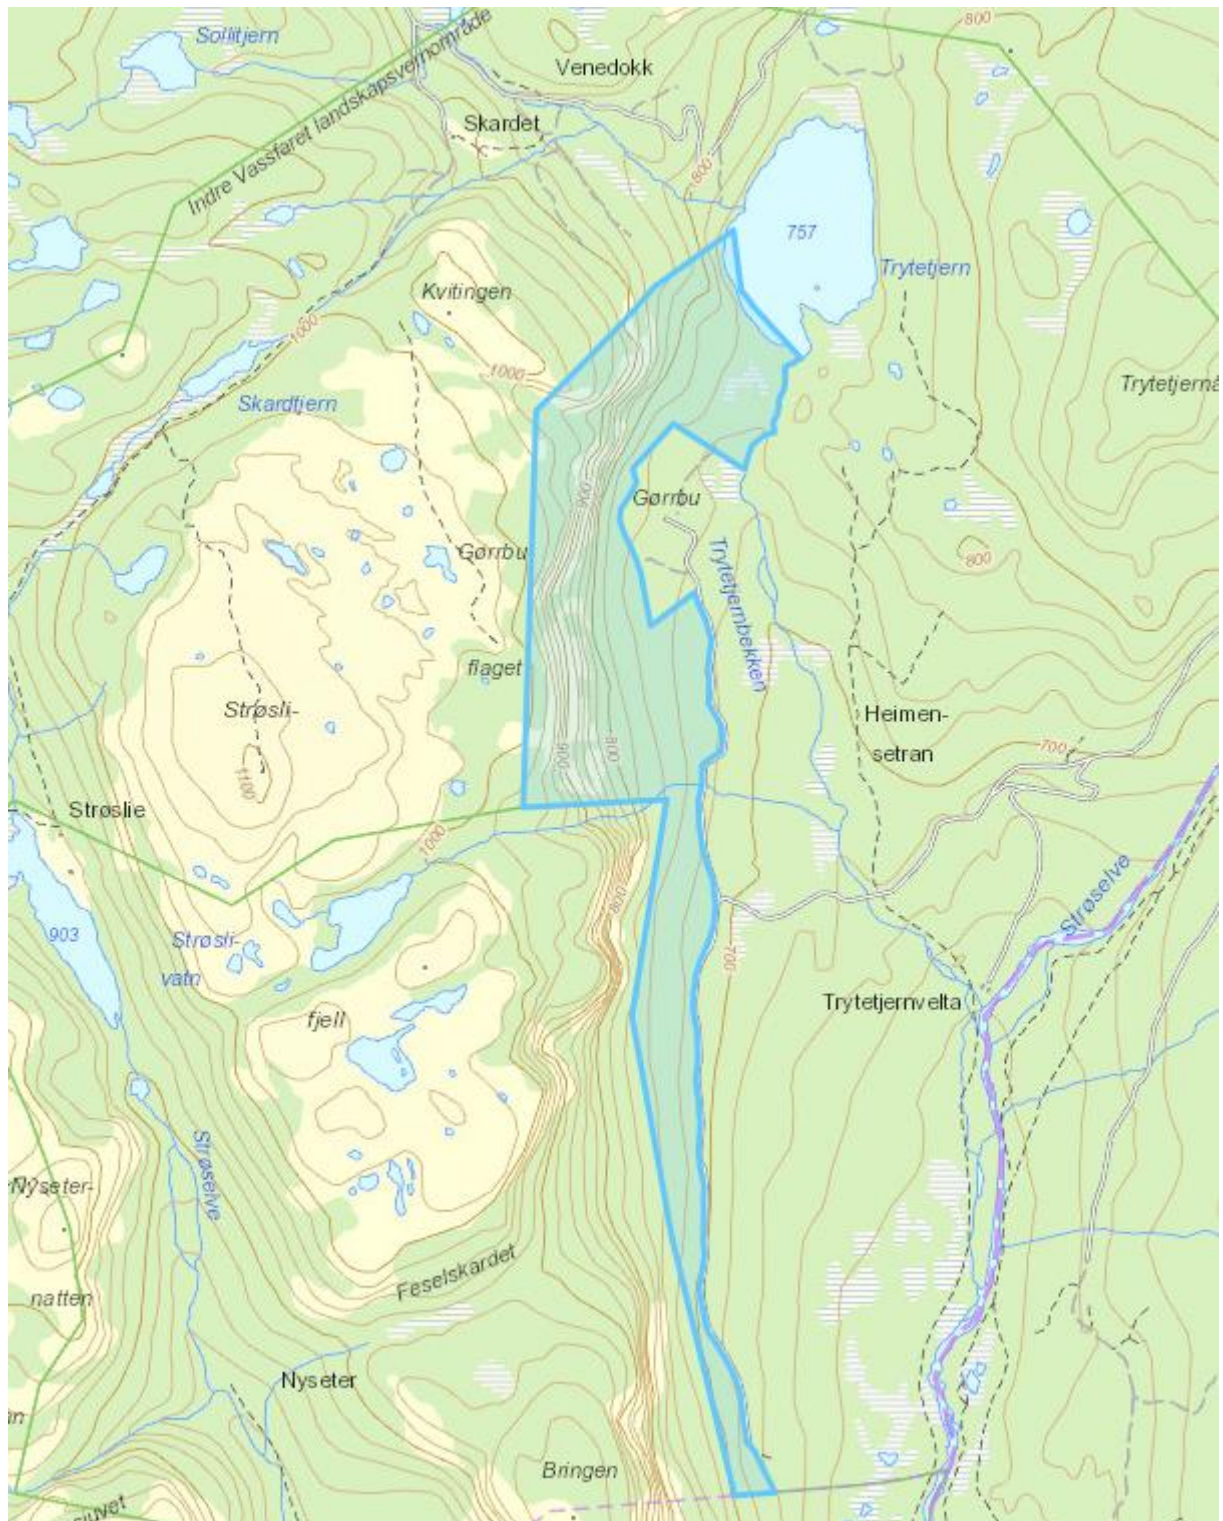 800
Sollitjern
Indre Vassfaret landskapsvernområde
Venedokk
Skardet
800
757
Trytetjern
Kvitingen
1000
1000
Trytetjernå
Skardtjern
900
Gørrbu
Gørrbu
Trytetjernbekken
800
flaget
Strøsli-
Heimen-
setran
700
900
800
1100
Strøslie
1000
Strøselve
800
903
Strøsli-
vatn
700
fjell
Trytetjernvelta
Strøselve
Nyseter-
natten
Feselskardet
Nyseter
Bringen